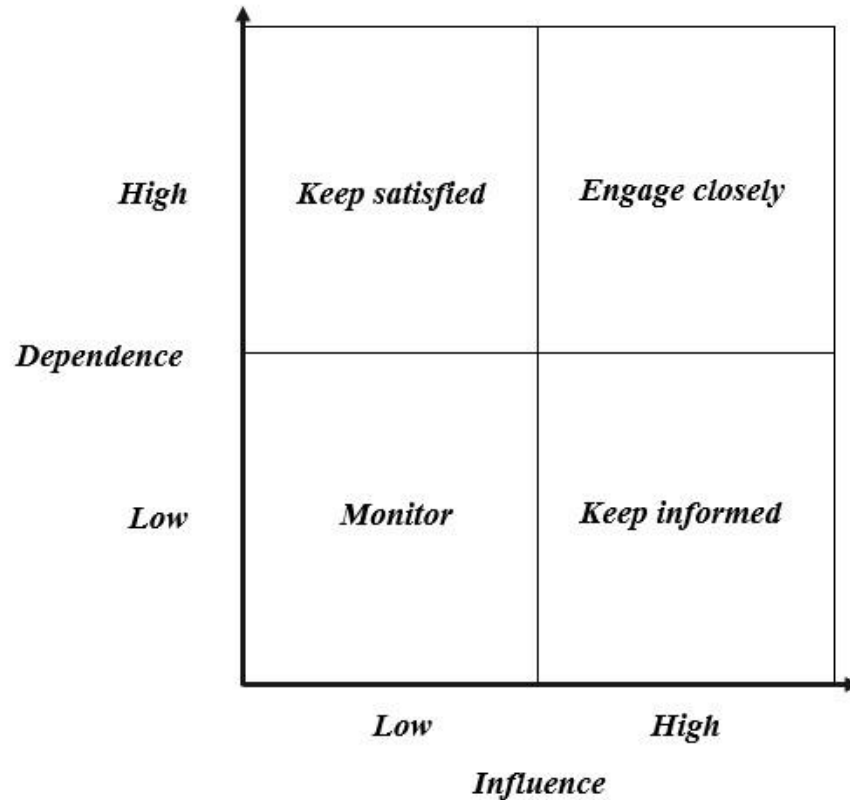 High
Keep satisfied
Engage closely
Dependence
Low
Monitor
Keep informed
Low
High
Influence